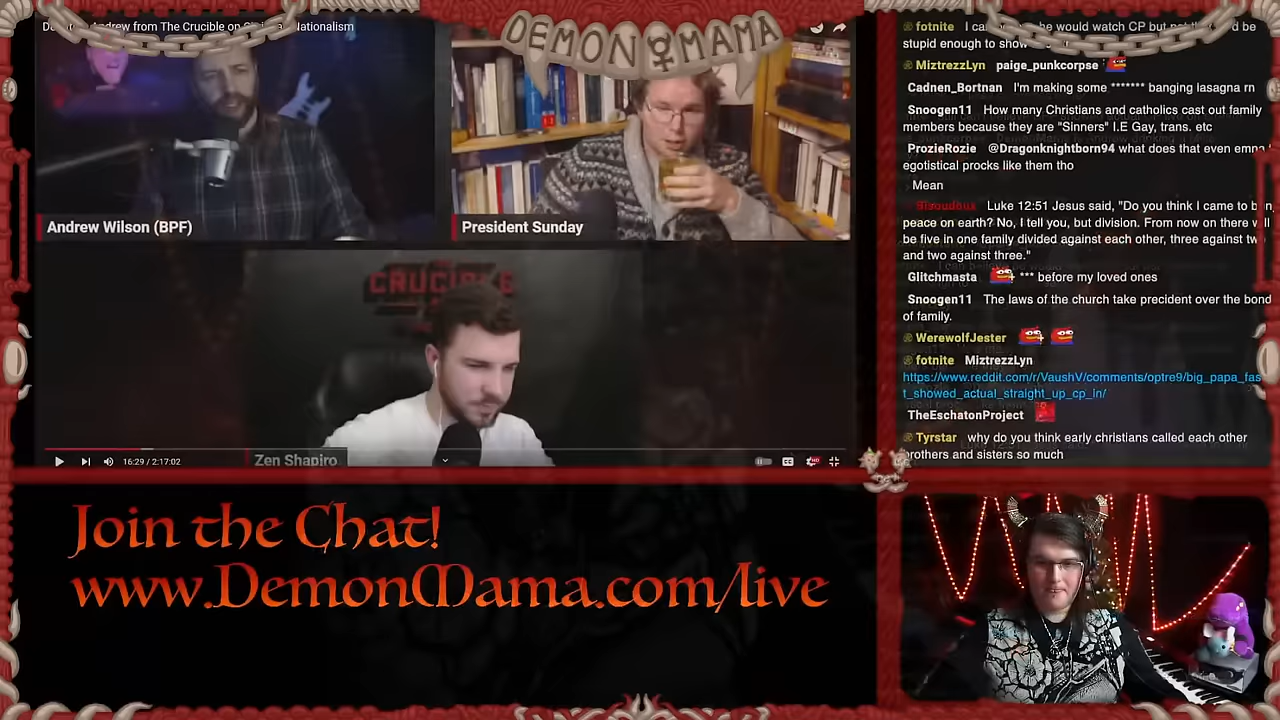 Andrew from The Crucible on
Nationalism
DEMON MAMA
Andrew Wilson (BPF)
President Sunday
CRUCIBLE
Zen Shapiro
16:29 / 2:17:02
fotnite I
he would watch CP but
be
stupid enough to
MiztrezzLyn paige_punkcorpse
Cadnen_Bortnan I'm making some ******* banging lasagna rn
Snoogen11 How many Christians and catholics cast out family
members because they are "Sinners" I.E Gay, trans. etc
ProzieRozie @Dragonknightborn94 what does that even
egotistical procks like them tho
Mean
Luke 12:51 Jesus said, "Do you think I came to
peace on earth? No, I tell you, but division. From now on there
be five in one family divided against each other, three against
and two against three."
Glitchmasta *** before my loved ones
Snoogen11 The laws of the church take precident over the bond
of family.
WerewolfJester
fotnite MiztrezzLyn
https://www.reddit.com/r/VaushV/comments/optre9/big_papa_fas
t_showed_actual_straight_up_cp_in/
TheEschatonProject
Tyrstar why do you think early christians called each other
brothers and sisters so much
Join the Chat!
www.DemonMama.com/live